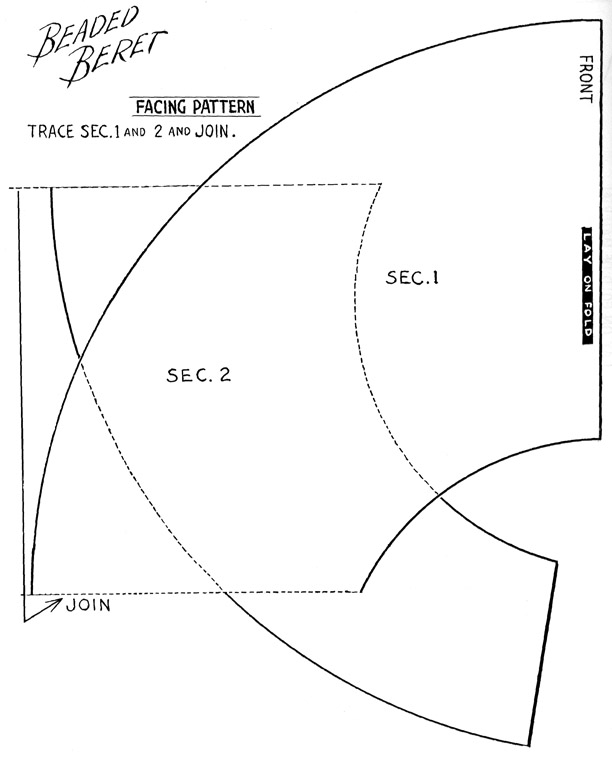 BEADED
BERET
FACING PATTERN
TRACE SEC.1 AND 2 AND JOIN.
FRONT
LAY ON FOLD
SEC.1
SEC. 2
JOIN